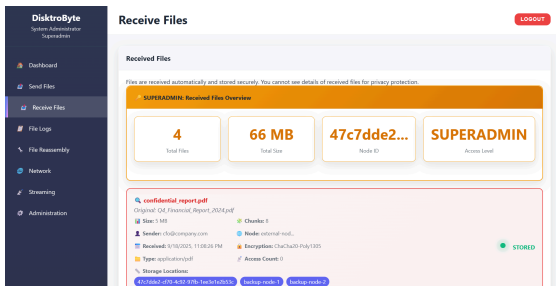 DisktroByte
System Administrator
Superadmin
Dashboard
Send Files
Receive Files
File Logs
File Reassembly
Network
Streaming
Administration
Receive Files
LOGOUT
Received Files
Files are received automatically and stored securely. You cannot see details of received files for privacy protection.
SUPERADMIN: Received Files Overview
4
Total Files
66 MB
Total Size
47c7dde2...
Node ID
SUPERADMIN
Access Level
confidential_report.pdf
Original: Q4_Financial_Report_2024.pdf
Size: 5 MB
Chunks: 8
Sender: cfo@company.com
Node: external-nod...
Received: 9/18/2025, 11:08:26 PM
Encryption: ChaCha20-Poly1305
Type: application/pdf
Access Count: 0
STORED
Storage Locations:
backup-node-1
backup-node-2